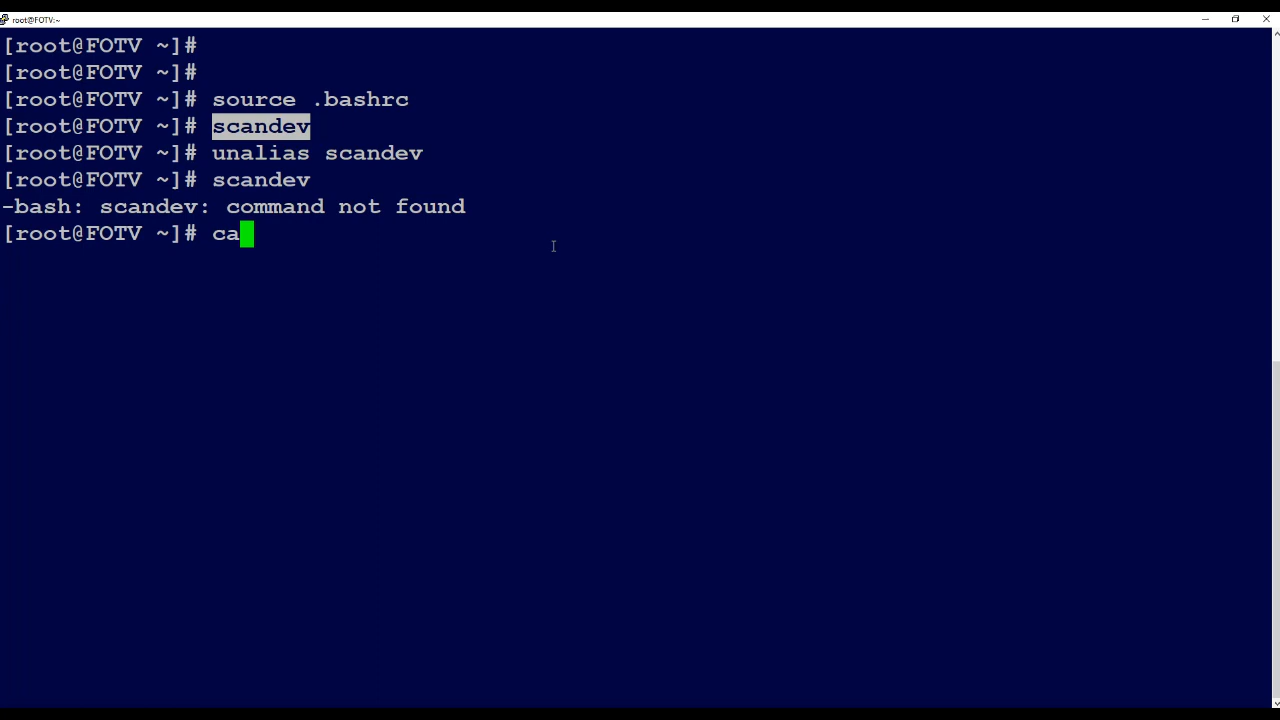 root@FOTV:~
[root@FOTV ~]#
[root@FOTV ~]#
[root@FOTV ~]# source .bashrc
[root@FOTV ~]# scandev
[root@FOTV ~]# unalias scandev
[root@FOTV ~]# scandev
-bash: scandev: command not found
[root@FOTV ~]# ca